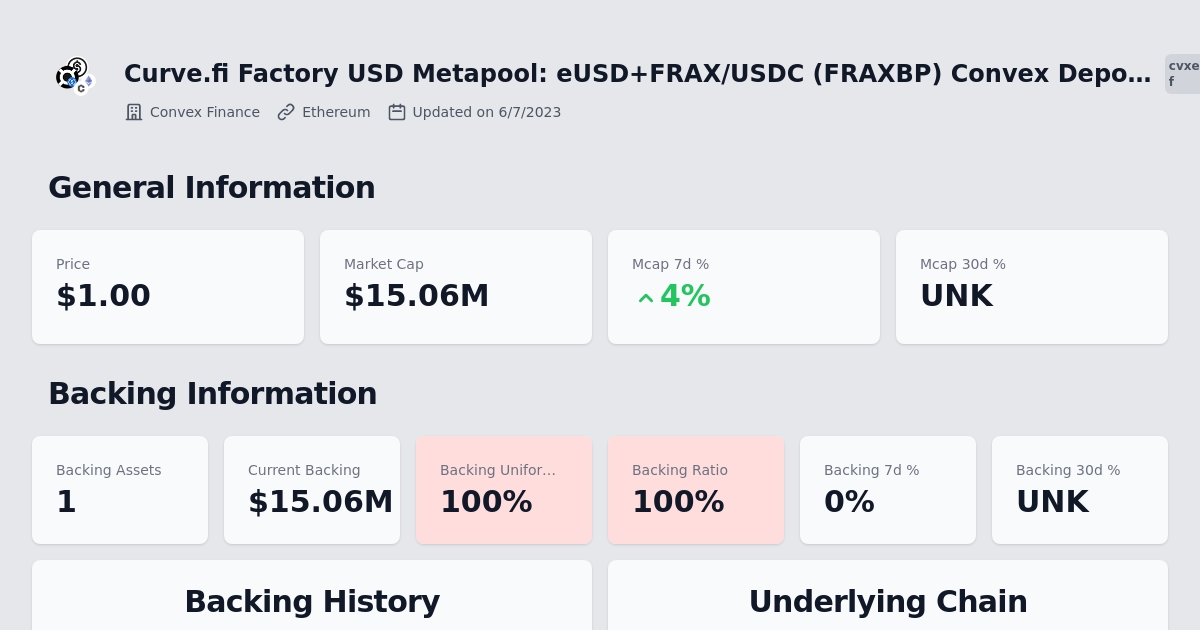 Curve.fi Factory USD Metapool: eUSD+FRAX/USDC (FRAXBP) Convex Depo...
cvxe
f
Convex Finance Ethereum Updated on 6/7/2023
General Information
Price
$1.00
Market Cap
$15.06M
Mcap 7d %
4%
Mcap 30d %
UNK
Backing Information
Backing Assets
1
Current Backing
$15.06M
Backing Unifor...
100%
Backing Ratio
100%
Backing 7d %
0%
Backing 30d %
UNK
Backing History
Underlying Chain